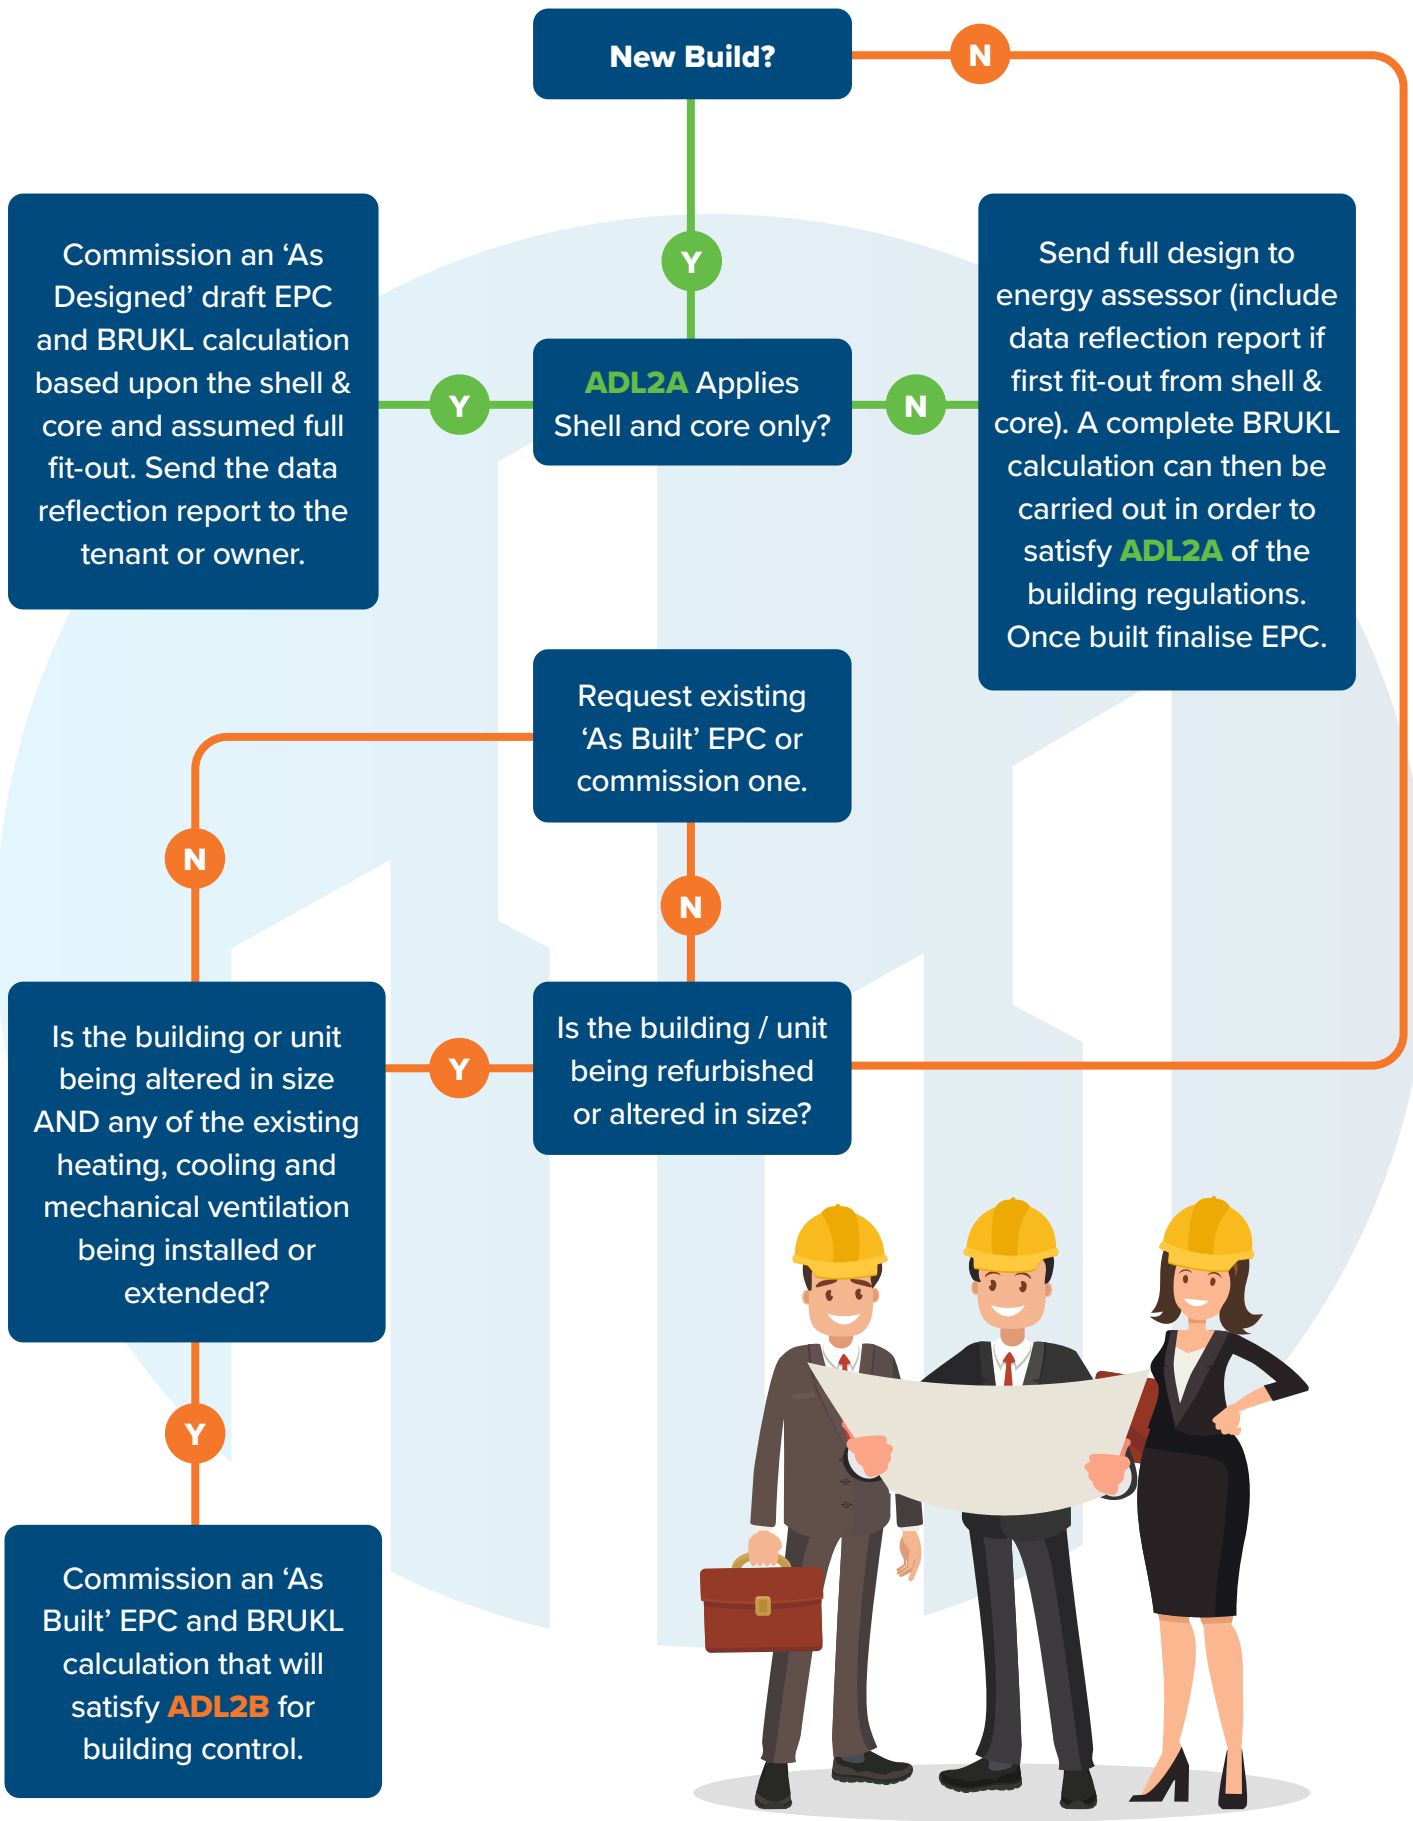 New Build?
N
Y
Commission an ‘As
Designed’ draft EPC
and BRUKL calculation
based upon the shell &
core and assumed full
fit-out. Send the data
reflection report to the
tenant or owner.
Y
ADL2A Applies
Shell and core only?
N
Send full design to
energy assessor (include
data reflection report if
first fit-out from shell &
core). A complete BRUKL
calculation can then be
carried out in order to
satisfy ADL2A of the
building regulations.
Once built finalise EPC.
Request existing
‘As Built’ EPC or
commission one.
N
N
Is the building or unit
being altered in size
AND any of the existing
heating, cooling and
mechanical ventilation
being installed or
extended?
Y
Is the building / unit
being refurbished
or altered in size?
Y
Commission an ‘As
Built’ EPC and BRUKL
calculation that will
satisfy ADL2B for
building control.